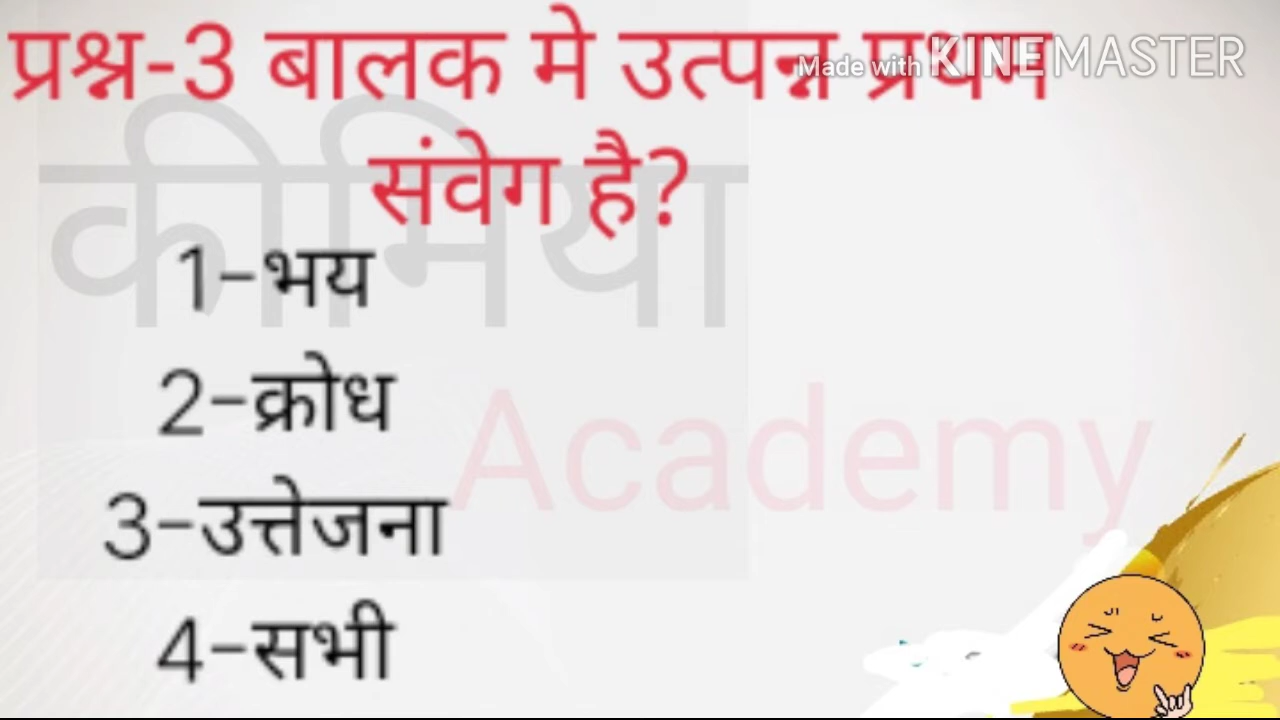 प्रश्न-3 बालक मे उत्पन्न प्रथम
Made with KINEMASTER
संवेग है?
कीमिया
1-भय
2-क्रोध
Academy
3-उत्तेजना
4-सभी